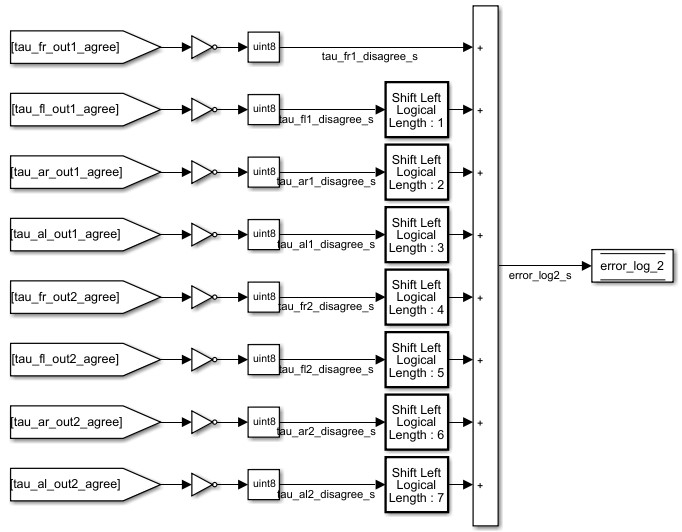 [tau_fr_out1_agree]
uint8
tau_fr1_disagree_s
+
[tau_fl_out1_agree]
uint8
tau_fl1_disagree_s
Shift Left
Logical
Length : 1
+
[tau_ar_out1_agree]
uint8
tau_ar1_disagree_s
Shift Left
Logical
Length : 2
+
[tau_al_out1_agree]
uint8
tau_al1_disagree_s
Shift Left
Logical
Length : 3
+
error_log2_s
error_log_2
[tau_fr_out2_agree]
uint8
tau_fr2_disagree_s
Shift Left
Logical
Length : 4
+
[tau_fl_out2_agree]
uint8
tau_fl2_disagree_s
Shift Left
Logical
Length : 5
+
[tau_ar_out2_agree]
uint8
tau_ar2_disagree_s
Shift Left
Logical
Length : 6
+
[tau_al_out2_agree]
uint8
tau_al2_disagree_s
Shift Left
Logical
Length : 7
+